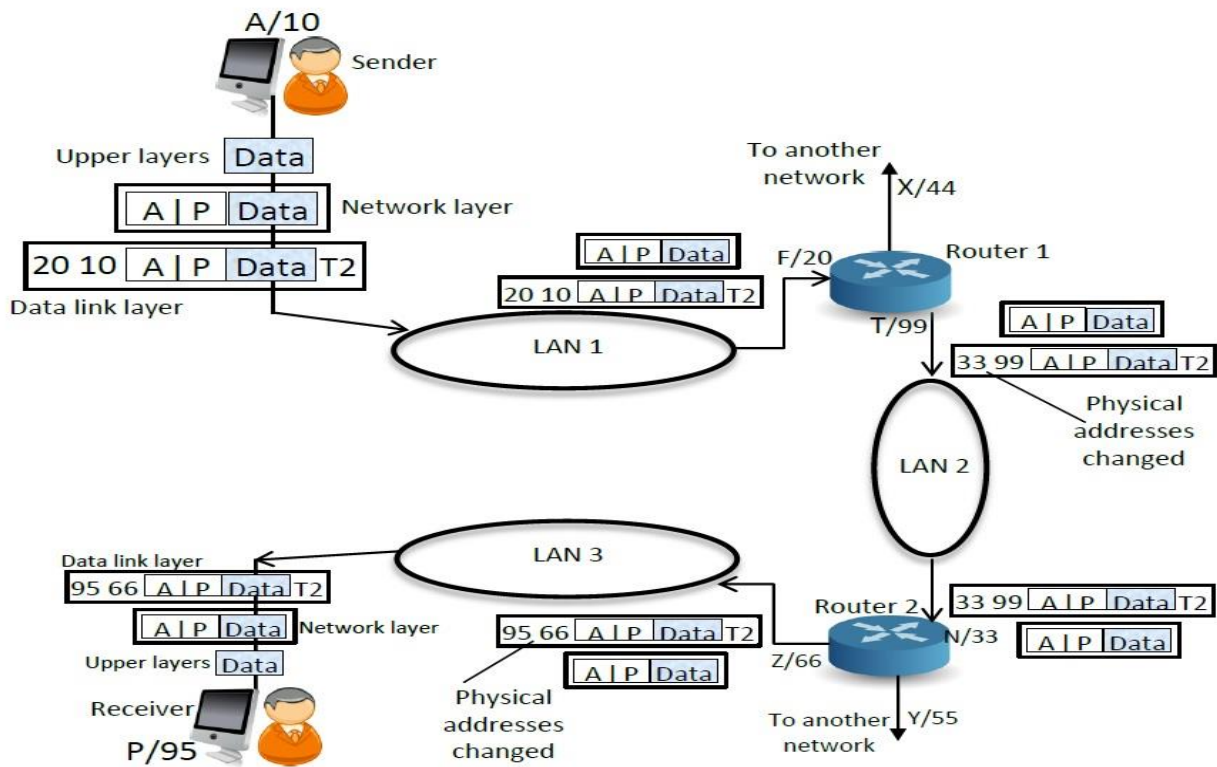 A/10
Sender
Upper layers Data
A | P Data Network layer
20 10 A | P Data T2
Data link layer
To another
network
X/44
A | P Data
F/20
Router 1
20 10 A | P Data T2
LAN 1
T/99
A | P Data
33 99 A | P Data T2
Physical
addresses
changed
LAN 2
LAN 3
Data link layer
95 66 A | P Data T2
A | P Data Network layer
Upper layers Data
Receiver
P/95
Router 2
33 99 A | P Data T2
N/33
A | P Data
95 66 A | P Data T2
Z/66
A | P Data
Physical
addresses
changed
To another
network
Y/55